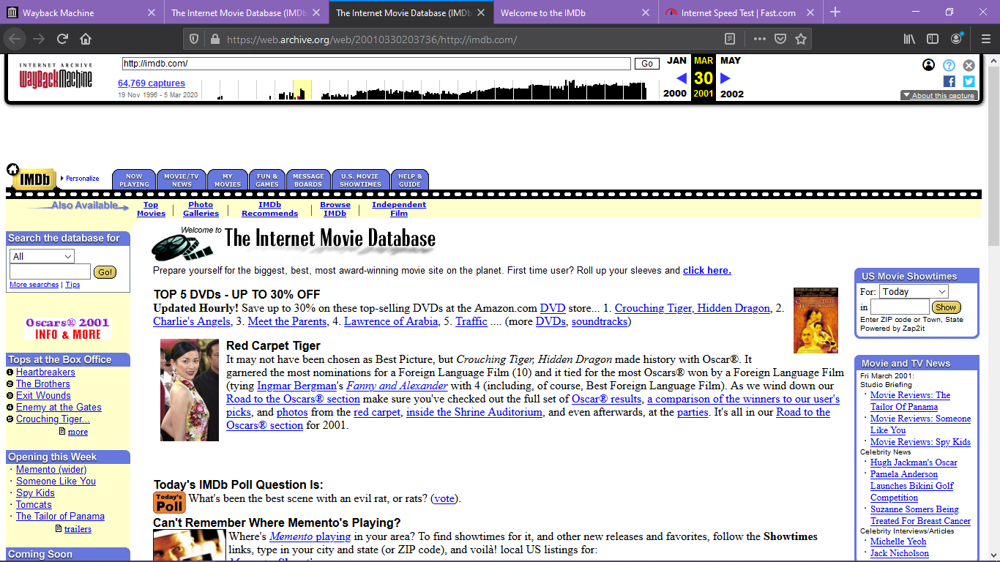 Wayback Machine
The Internet Movie Database (IMDb
The Internet Movie Database (IMDb
Welcome to the IMDb
Internet Speed Test | Fast.com
https://web.archive.org/web/20010330203736/http://imdb.com/
INTERNET ARCHIVE
WayBackMachine
http://imdb.com/
Go
64,769 captures
19 Nov 1996 - 5 Mar 2020
JAN MAR MAY
30
2000 2001 2002
About this capture
IMDb
Personalize
NOW PLAYING
MOVIE/TV NEWS
MY MOVIES
FUN & GAMES
MESSAGE BOARDS
U.S. MOVIE SHOWTIMES
HELP & GUIDE
Also Available
Top Movies
Photo Galleries
IMDb Recommends
Browse IMDb
Independent Film
Search the database for
All
Go!
More searches | Tips
Oscars® 2001
INFO & MORE
Tops at the Box Office
1 Heartbreakers
2 The Brothers
3 Exit Wounds
4 Enemy at the Gates
5 Crouching Tiger...
more
Opening this Week
· Memento (wider)
· Someone Like You
· Spy Kids
· Tomcats
· The Tailor of Panama
trailers
Coming Soon
Welcome to
The Internet Movie Database
Prepare yourself for the biggest, best, most award-winning movie site on the planet. First time user? Roll up your sleeves and click here.
TOP 5 DVDs - UP TO 30% OFF
Updated Hourly! Save up to 30% on these top-selling DVDs at the Amazon.com DVD store... 1. Crouching Tiger, Hidden Dragon, 2.
Charlie's Angels, 3. Meet the Parents, 4. Lawrence of Arabia, 5. Traffic .... (more DVDs, soundtracks)
Red Carpet Tiger
It may not have been chosen as Best Picture, but Crouching Tiger, Hidden Dragon made history with Oscar®. It
garnered the most nominations for a Foreign Language Film (10) and it tied for the most Oscars® won by a Foreign Language Film
(tying Ingmar Bergman's Fanny and Alexander with 4 (including, of course, Best Foreign Language Film). As we wind down our
Road to the Oscars® section make sure you've checked out the full set of Oscar® results, a comparison of the winners to our user's
picks, and photos from the red carpet, inside the Shrine Auditorium, and even afterwards, at the parties. It's all in our Road to the
Oscars® section for 2001.
Today's IMDb Poll Question Is:
Today's
Poll
What's been the best scene with an evil rat, or rats? (vote).
Can't Remember Where Memento's Playing?
Where's Memento playing in your area? To find showtimes for it, and other new releases and favorites, follow the Showtimes
links, type in your city and state (or ZIP code), and voilà! local US listings for:
US Movie Showtimes
For: Today
in
Show
Enter ZIP code or Town, State
Powered by Zap2it
Movie and TV News
Fri March 2001:
Studio Briefing
· Movie Reviews: The
Tailor Of Panama
· Movie Reviews: Someone
Like You
· Movie Reviews: Spy Kids
Celebrity News
· Hugh Jackman's Oscar
· Pamela Anderson
Launches Bikini Golf
Competition
· Suzanne Somers Being
Treated For Breast Cancer
Celebrity Interviews/Articles
· Michelle Yeoh
· Jack Nicholson